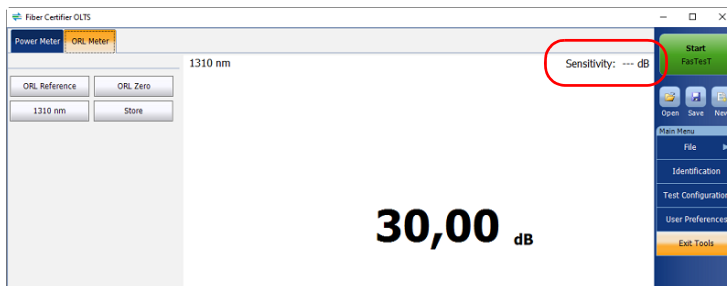 Fiber Certifier OLTS
Power Meter ORL Meter
1310 nm
Sensitivity: --- dB
ORL Reference ORL Zero
1310 nm Store
30,00 dB
Start
FasTesT
Open Save New
Main Menu
File
Identification
Test Configuration
User Preferences
Exit Tools